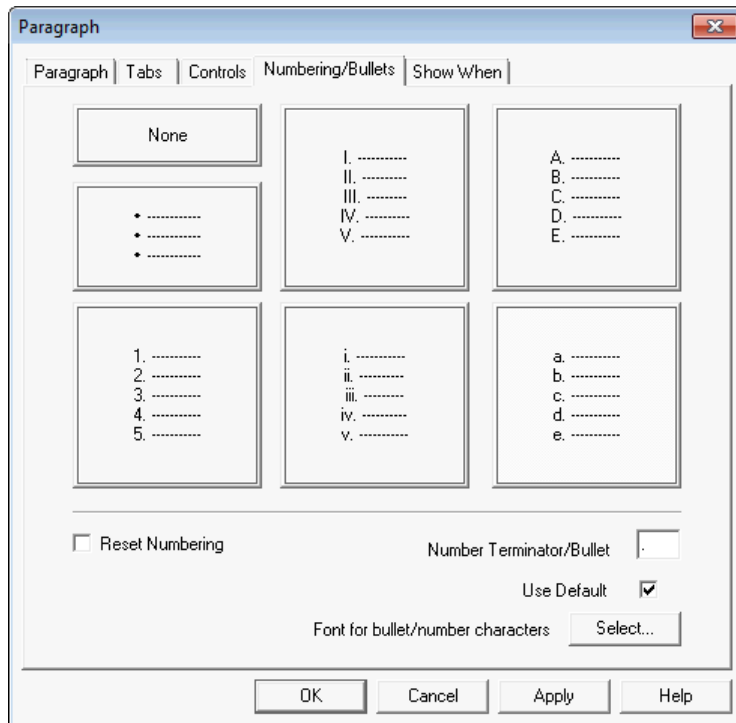 Paragraph
Paragraph Tabs Controls Numbering/Bullets Show When
None
• -----------
• -----------
• -----------
I. ----------
II. ----------
III. ----------
IV. ----------
V. ----------
A. ----------
B. ----------
C. ----------
D. ----------
E. ----------
1. ----------
2. ----------
3. ----------
4. ----------
5. ----------
i. ----------
ii. ----------
iii. ----------
iv. ----------
v. ----------
a. ----------
b. ----------
c. ----------
d. ----------
e. ----------
Reset Numbering
Number Terminator/Bullet .
Use Default
Font for bullet/number characters Select...
OK Cancel Apply Help